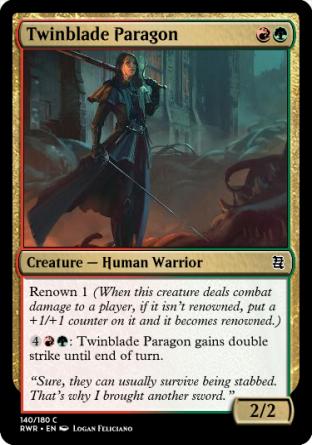 Twinblade Paragon
Creature — Human Warrior
Renown 1 (When this creature deals combat
damage to a player, if it isn't renowned, put a
+1/+1 counter on it and it becomes renowned.)
4: Twinblade Paragon gains double
strike until end of turn.
“Sure, they can usually survive being stabbed.
That's why I brought another sword.”
2/2
140/180 C
RWR • EN LOGAN FELICIANO